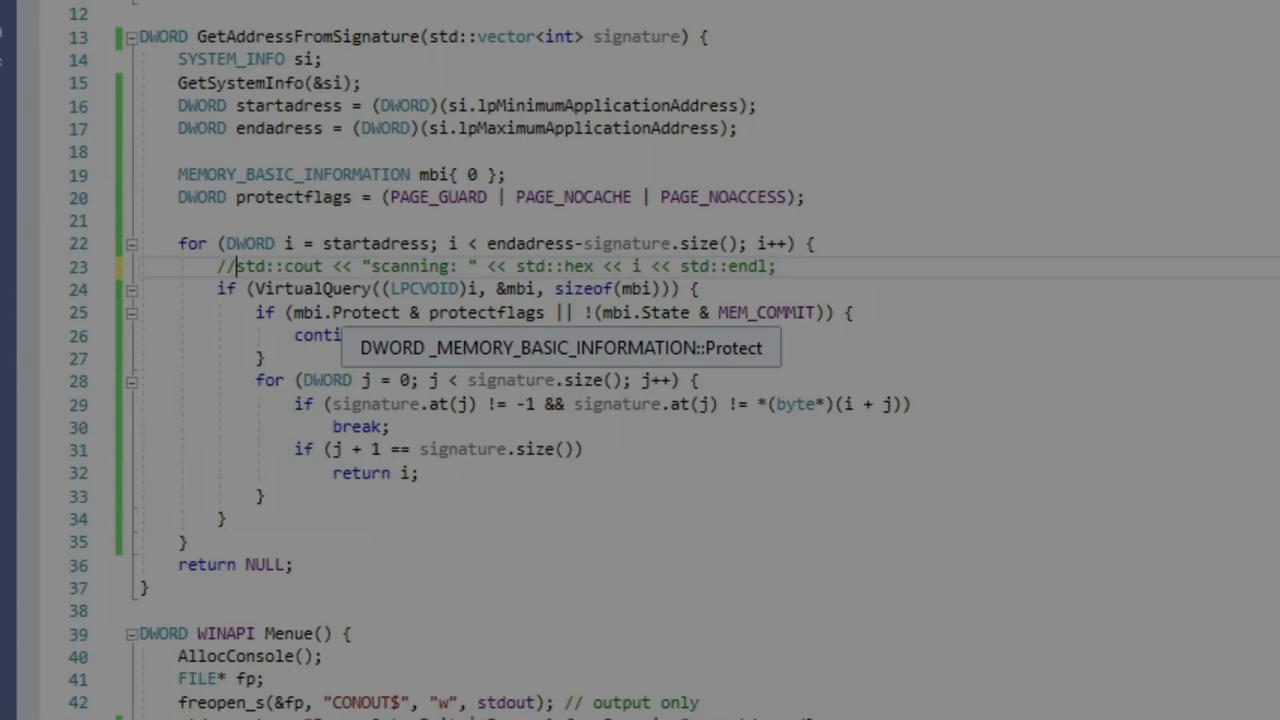 12
13 DWORD GetAddressFromSignature(std::vector<int> signature) {
14 SYSTEM_INFO si;
15 GetSystemInfo(&si);
16 DWORD startadress = (DWORD)(si.lpMinimumApplicationAddress);
17 DWORD endadress = (DWORD)(si.lpMaximumApplicationAddress);
18
19 MEMORY_BASIC_INFORMATION mbi{ 0 };
20 DWORD protectflags = (PAGE_GUARD | PAGE_NOCACHE | PAGE_NOACCESS);
21
22 for (DWORD i = startadress; i < endadress-signature.size(); i++) {
23 //std::cout << "scanning: " << std::hex << i << std::endl;
24 if (VirtualQuery((LPCVOID)i, &mbi, sizeof(mbi))) {
25 if (mbi.Protect & protectflags || !(mbi.State & MEM_COMMIT)) {
26 conti
DWORD _MEMORY_BASIC_INFORMATION::Protect
27 }
28 for (DWORD j = 0; j < signature.size(); j++) {
29 if (signature.at(j) != -1 && signature.at(j) != *(byte*)(i + j))
30 break;
31 if (j + 1 == signature.size())
32 return i;
33 }
34 }
35 }
36 return NULL;
37 }
38
39 DWORD WINAPI Menue() {
40 AllocConsole();
41 FILE* fp;
42 freopen_s(&fp, "CONOUT$", "w", stdout); // output only